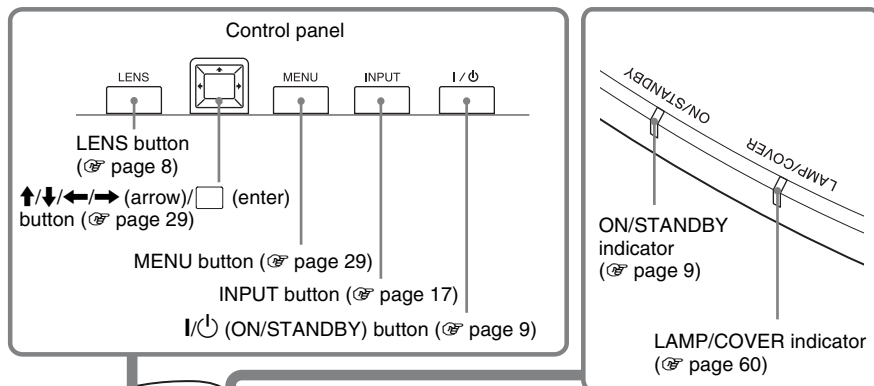 Control panel
LENS
MENU
INPUT
I/⏻
LENS button
(☞ page 8)
↑/↓/←/→ (arrow)/□ (enter)
button (☞ page 29)
MENU button (☞ page 29)
INPUT button (☞ page 17)
I/⏻ (ON/STANDBY) button (☞ page 9)
ON/STANDBY
LAMP/COVER
ON/STANDBY
indicator
(☞ page 9)
LAMP/COVER indicator
(☞ page 60)